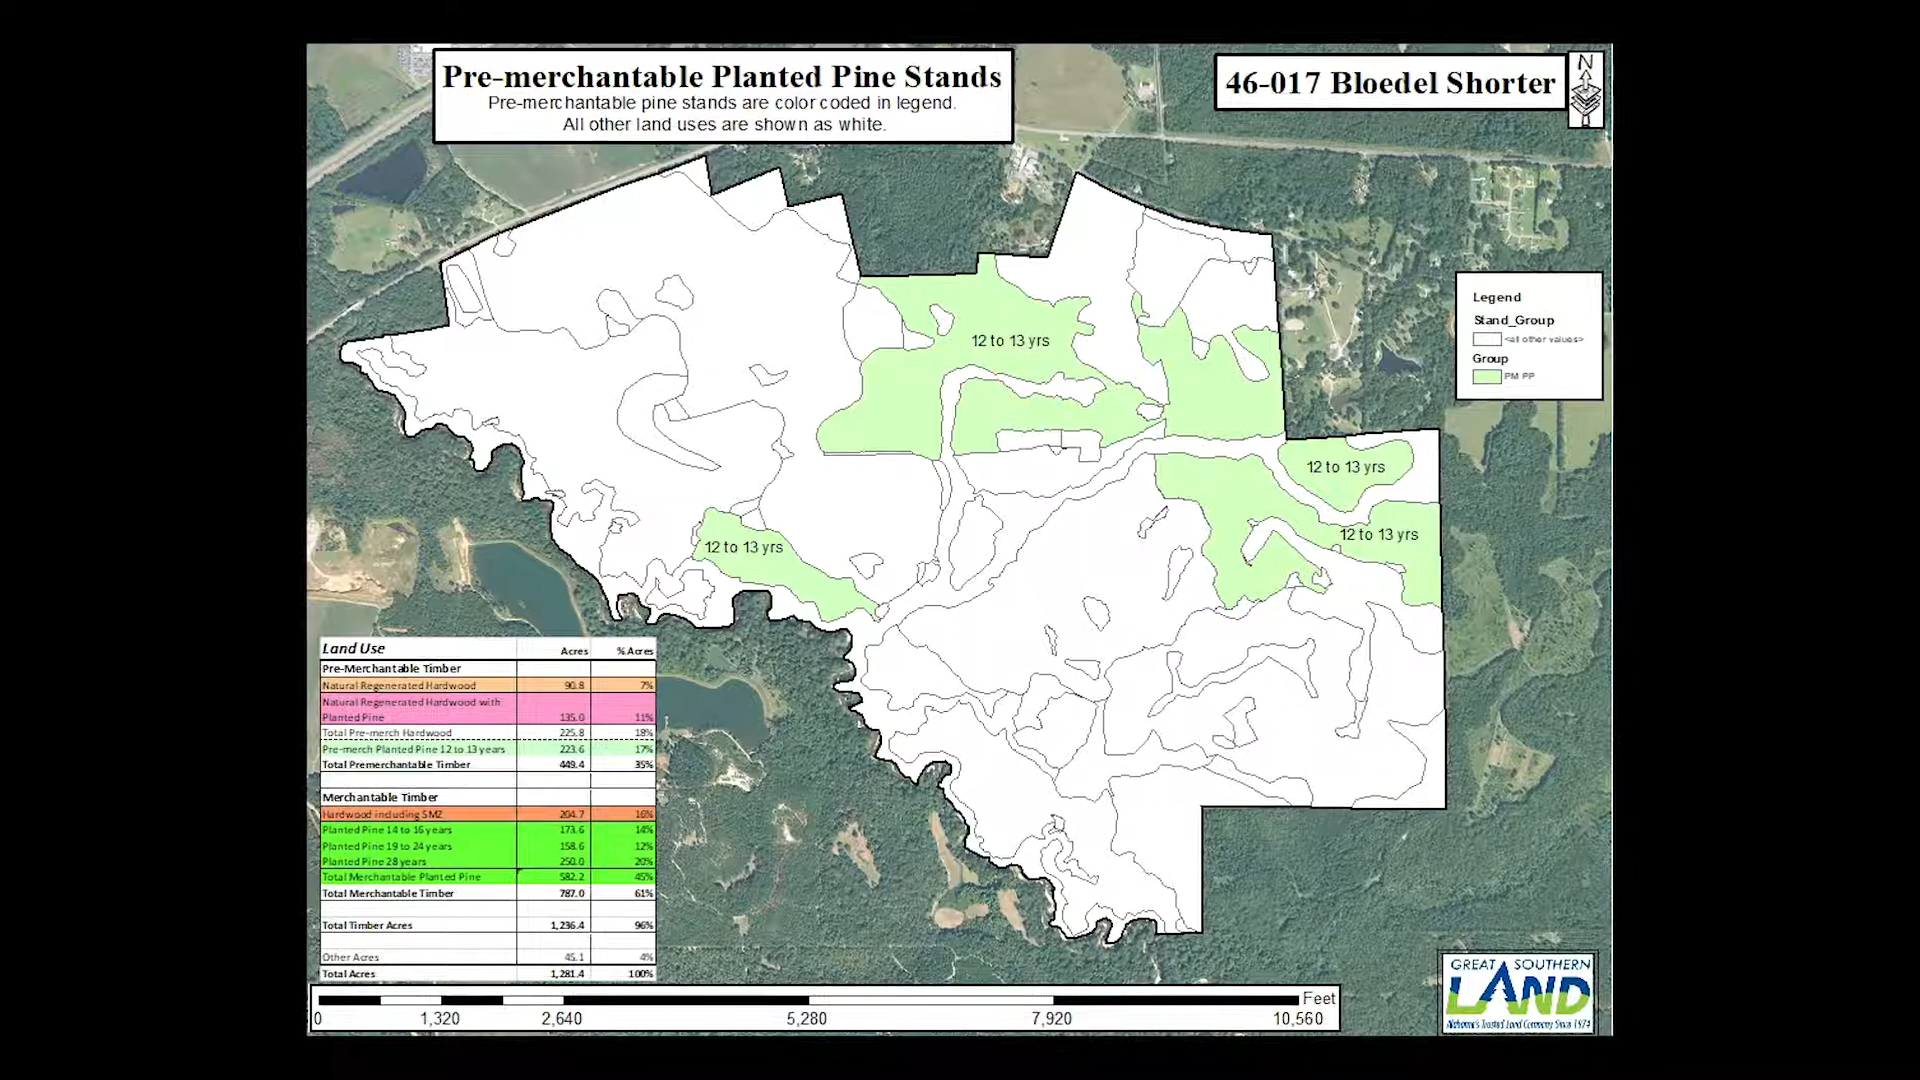 Pre-merchantable Planted Pine Stands
Pre-merchantable pine stands are color coded in legend.
All other land uses are shown as white.
46-017 Bloedel Shorter
N
Legend
Stand_Group
<all other values>
Group
PM PP
12 to 13 yrs
12 to 13 yrs
12 to 13 yrs
12 to 13 yrs
Land Use Acres % Acres
Pre-Merchantable Timber
Natural Regenerated Hardwood 90.8 7%
Natural Regenerated Hardwood with
Planted Pine 135.0 11%
Total Pre-merch Hardwood 225.8 18%
Pre-merch Planted Pine 12 to 13 years 223.6 17%
Total Premerchantable Timber 449.4 35%
Merchantable Timber
Hardwood including SMZ 204.7 16%
Planted Pine 14 to 16 years 173.6 14%
Planted Pine 19 to 24 years 158.6 12%
Planted Pine 28 years 250.0 20%
Total Merchantable Planted Pine 582.2 45%
Total Merchantable Timber 787.0 61%
Total Timber Acres 1,236.4 96%
Other Acres 45.1 4%
Total Acres 1,281.4 100%
Feet
0 1,320 2,640 5,280 7,920 10,560
GREAT SOUTHERN
LAND
Alabama's Trusted Land Company Since 1974